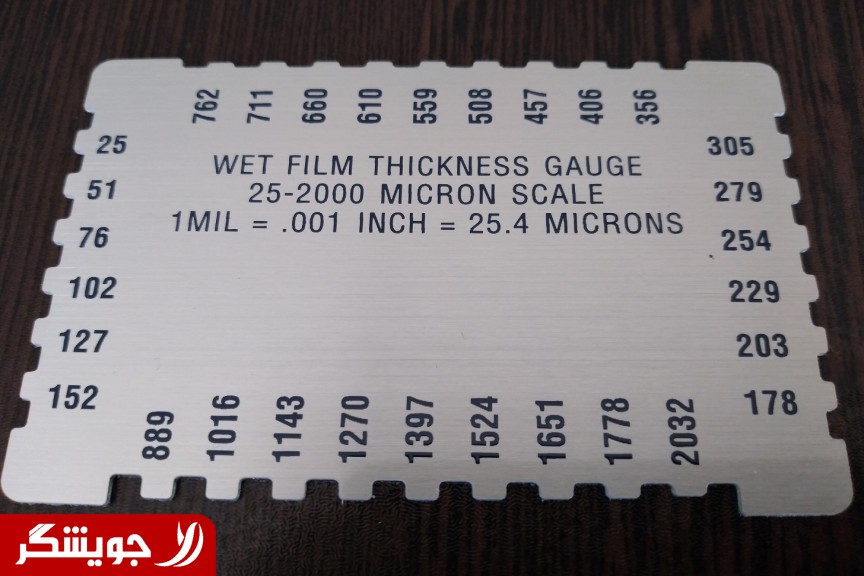 762 711 660 610 559 508 457 406 356
25
51
76
102
127
152
WET FILM THICKNESS GAUGE
25-2000 MICRON SCALE
1MIL = .001 INCH = 25.4 MICRONS
305
279
254
229
203
178
889 1016 1143 1270 1397 1524 1651 1778 2032
جویشگر